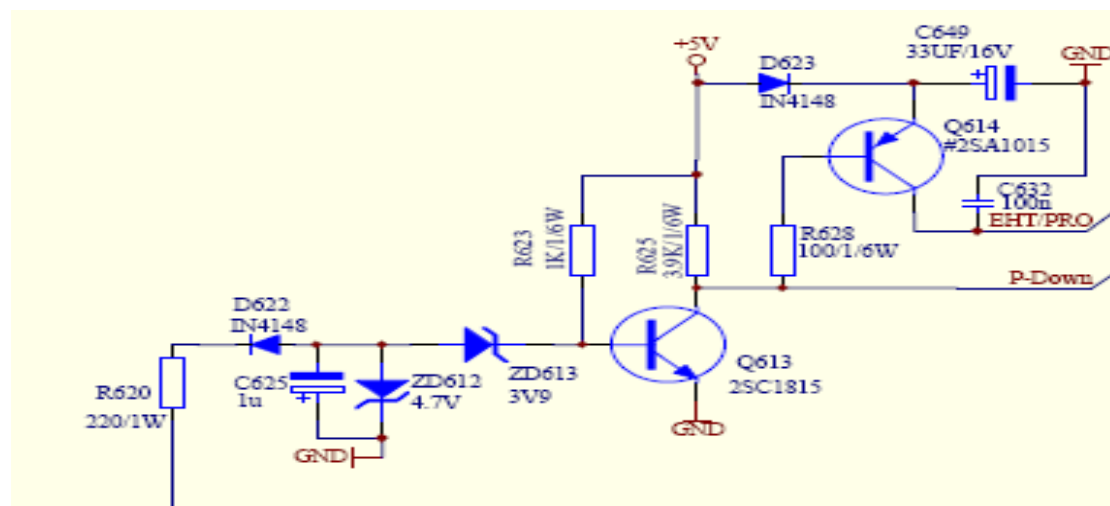 C649
33UF/16V
GND
+5V
D623
IN4148
Q614
#2SA1015
C632
100n
EHT/PRO
R623
1K/1/6W
R625
3.9K/1/6W
R628
100/1/6W
P-Down
D622
IN4148
R620
220/1W
C625
1u
ZD612
4.7V
ZD613
3V9
Q613
2SC1815
GND
GND